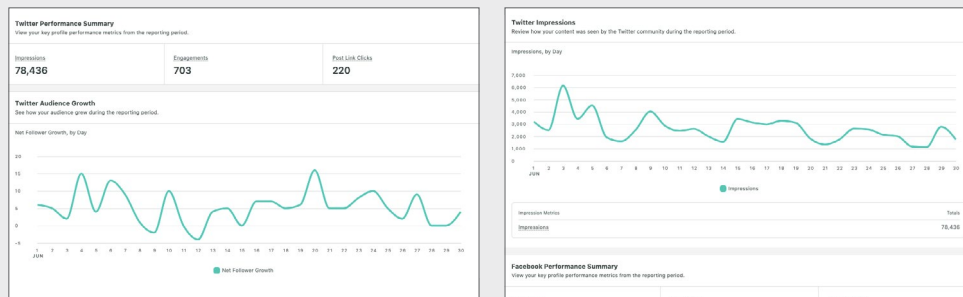 Twitter Performance Summary
View your key profile performance metrics from the reporting period.
Impressions
78,436
Engagements
703
Post Link Clicks
220
Twitter Audience Growth
See how your audience grew during the reporting period.
Net Follower Growth, by Day
20
15
10
5
0
-5
1 2 3 4 5 6 7 8 9 10 11 12 13 14 15 16 17 18 19 20 21 22 23 24 25 26 27 28 29 30
JUN
Net Follower Growth
Twitter Impressions
Review how your content was seen by the Twitter community during the reporting period.
Impressions, by Day
7,000
6,000
5,000
4,000
3,000
2,000
1,000
0
1 2 3 4 5 6 7 8 9 10 11 12 13 14 15 16 17 18 19 20 21 22 23 24 25 26 27 28 29 30
JUN
Impressions
Impression Metrics Totals
Impressions 78,436
Facebook Performance Summary
View your key profile performance metrics from the reporting period.